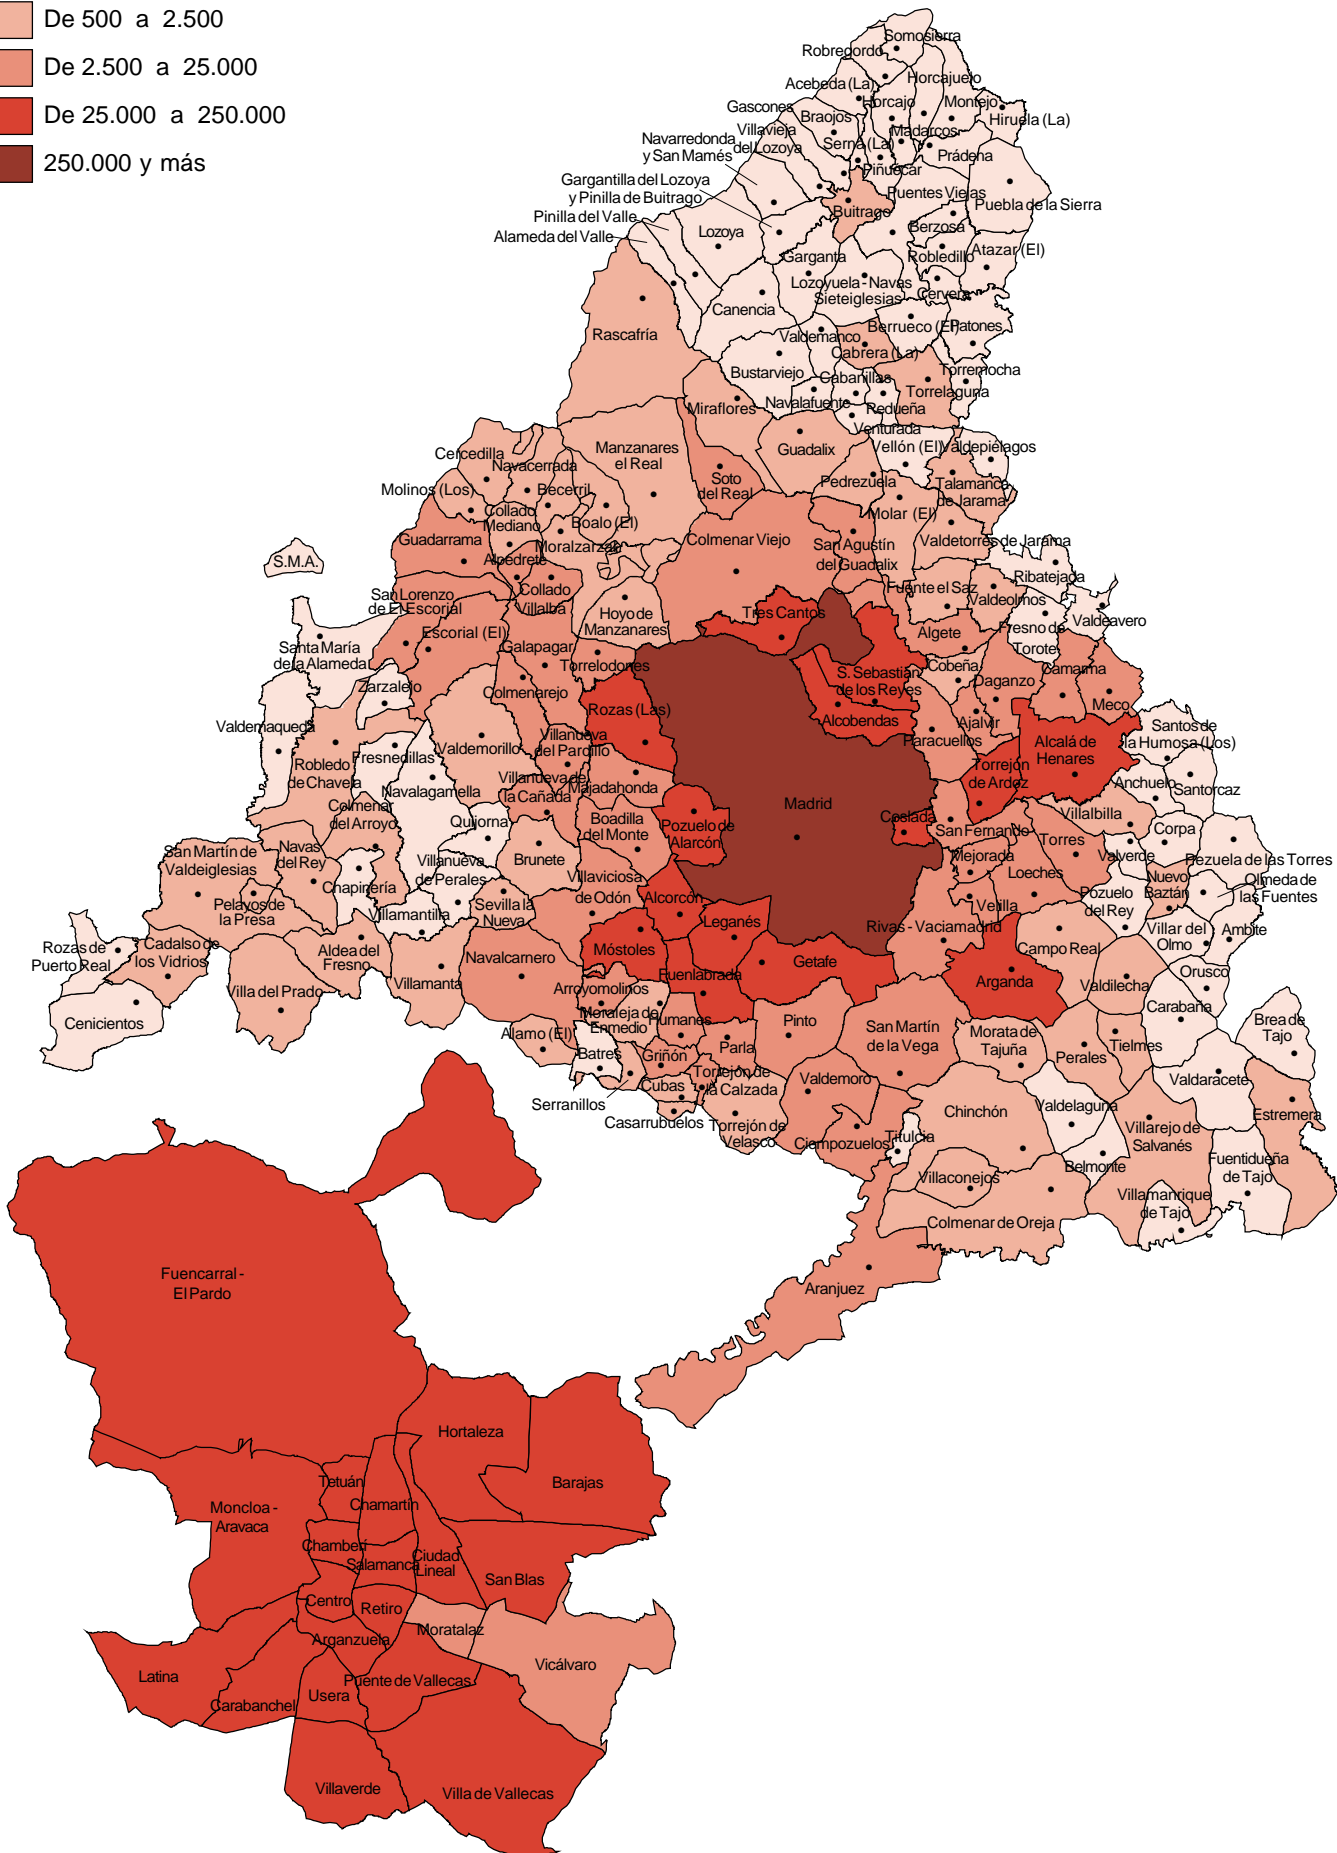 De 500 a 2.500
De 2.500 a 25.000
De 25.000 a 250.000
250.000 y más
Somosierra
Robregordo
Horcajuelo
Acebeda (La)
Horcajo
Montejo
Gascones
Braojos
Hiruela (La)
Villavieja
del Lozoya
Madarcos
Navarredonda
y San Mamés
Serna (La)
Prádena
Piñuécar
Gargantilla del Lozoya
y Pinilla de Buitrago
Puentes Viejas
Puebla de la Sierra
Pinilla del Valle
Buitrago
Alameda del Valle
Lozoya
Berzosa
Garganta
Robledillo
Atazar (El)
Lozoyuela-Navas
Sieteiglesias
Cervera
Canencia
Rascafría
Valdemanco
Berrueco (El)
Patones
Cabrera (La)
Bustarviejo
Cabanillas
Torremocha
Torrelaguna
Miraflores
Navalafuente
Redueña
Venturada
Cercedilla
Manzanares
el Real
Guadalix
Vellón (El)
Valdepiélagos
Navacerrada
Molinos (Los)
Becerril
Soto
del Real
Pedrezuela
Talamanca
de Jarama
Collado
Mediano
Boalo (El)
Molar (El)
Guadarrama
Moralzarzal
Colmenar Viejo
San Agustín
del Guadalix
Valdetorres de Jarama
S.M.A.
Alpedrete
Ribatejada
San Lorenzo
de El Escorial
Collado
Villalba
Fuente el Saz
Valdeolmos
Hoyo de
Manzanares
Tres Cantos
Valdeavero
Santa María
de la Alameda
Escorial (El)
Galapagar
Algete
Fresno de
Torote
Torrelodones
Cobeña
Camarma
S. Sebastián
de los Reyes
Daganzo
Zarzalejo
Colmenarejo
Meco
Rozas (Las)
Alcobendas
Ajalvir
Valdemaqueda
Paracuellos
Santos de
la Humosa (Los)
Valdemorillo
Villanueva
del Pardillo
Alcalá de
Henares
Fresnedillas
Robledo
de Chavela
Torrejón
de Ardoz
Villanueva de
la Cañada
Majadahonda
Anchuelo
Santorcaz
Navalagamella
Colmenar
del Arroyo
Madrid
Coslada
Villalbilla
Quijorna
Boadilla
del Monte
Pozuelo de
Alarcón
San Fernando
Torres
Corpa
San Martín de
Valdeiglesias
Navas
del Rey
Brunete
Mejorada
Valverde
Pezuela de las Torres
Villanueva
de Perales
Villaviciosa
de Odón
Loeches
Nuevo
Baztán
Olmeda de
las Fuentes
Chapinería
Alcorcón
Velilla
Pozuelo
del Rey
Pelayos de
la Presa
Sevilla la
Nueva
Villamantilla
Leganés
Rivas - Vaciamadrid
Villar del
Olmo
Ambite
Rozas de
Puerto Real
Cadalso de
los Vidrios
Aldea del
Fresno
Móstoles
Campo Real
Navalcarnero
Getafe
Orusco
Fuenlabrada
Arganda
Valdilecha
Villa del Prado
Villamanta
Arroyomolinos
Carabaña
Cenicientos
Moraleja de
Enmedio
Humanes
Pinto
San Martín
de la Vega
Morata de
Tajuña
Brea de
Tajo
Alamo (El)
Parla
Tielmes
Batres
Griñón
Perales
Torrejón de
la Calzada
Valdemoro
Valdaracete
Cubas
Serranillos
Chinchón
Valdelaguna
Estremera
Casarrubuelos
Torrejón de
Velasco
Ciempozuelos
Titulcia
Villarejo de
Salvanés
Belmonte
Fuentidueña
de Tajo
Villaconejos
Villamanrique
de Tajo
Colmenar de Oreja
Aranjuez
Fuencarral -
El Pardo
Hortaleza
Barajas
Tetuán
Chamartín
Moncloa -
Aravaca
Chamberí
Salamanca
Ciudad
Lineal
San Blas
Centro
Retiro
Moratalaz
Arganzuela
Vicálvaro
Latina
Puente de Vallecas
Usera
Carabanchel
Villaverde
Villa de Vallecas